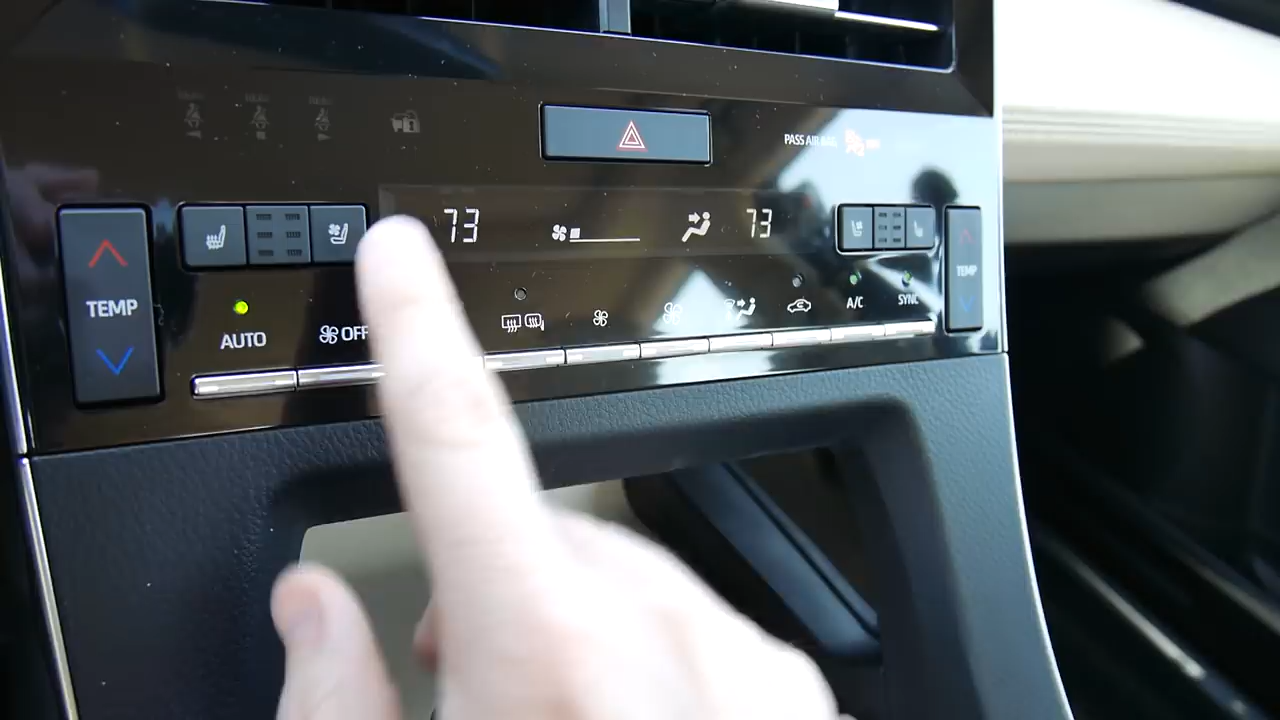 PASS AIR BAG
73
73
TEMP
TEMP
AUTO
OFF
A/C
SYNC